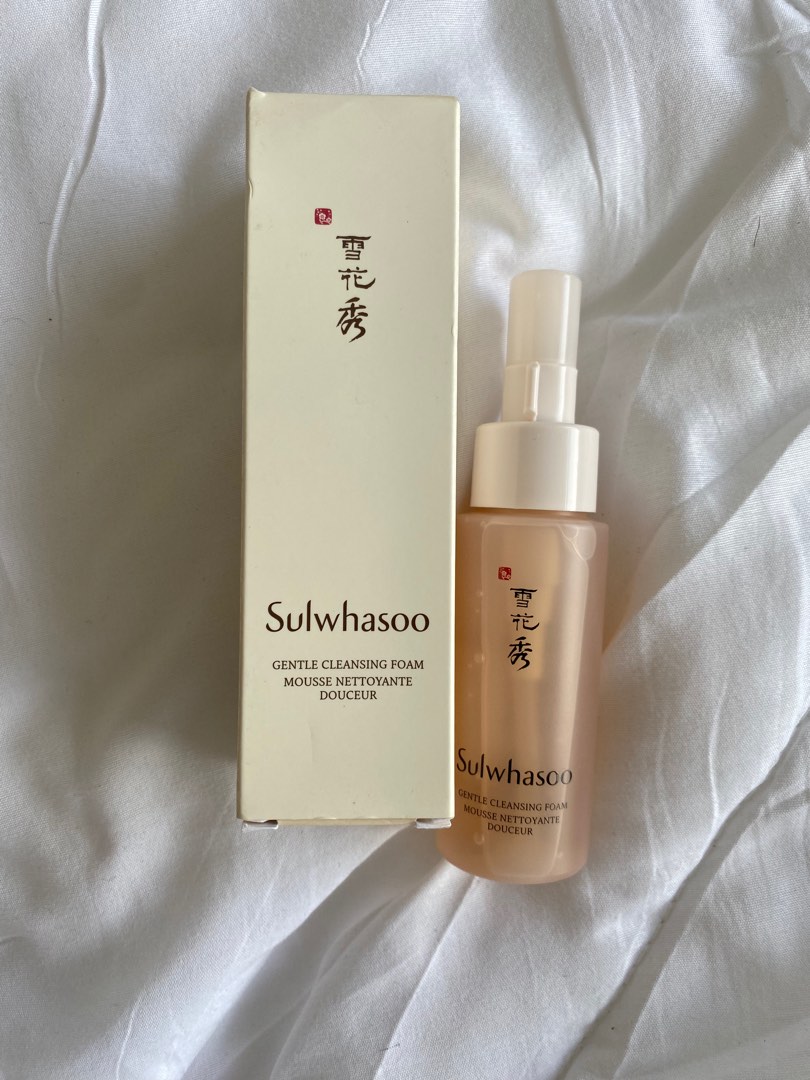 雪
花
秀
Sulwhasoo
GENTLE CLEANSING FOAM
MOUSSE NETTOYANTE
DOUCEUR
雪
花
秀
Sulwhasoo
GENTLE CLEANSING FOAM
MOUSSE NETTOYANTE
DOUCEUR